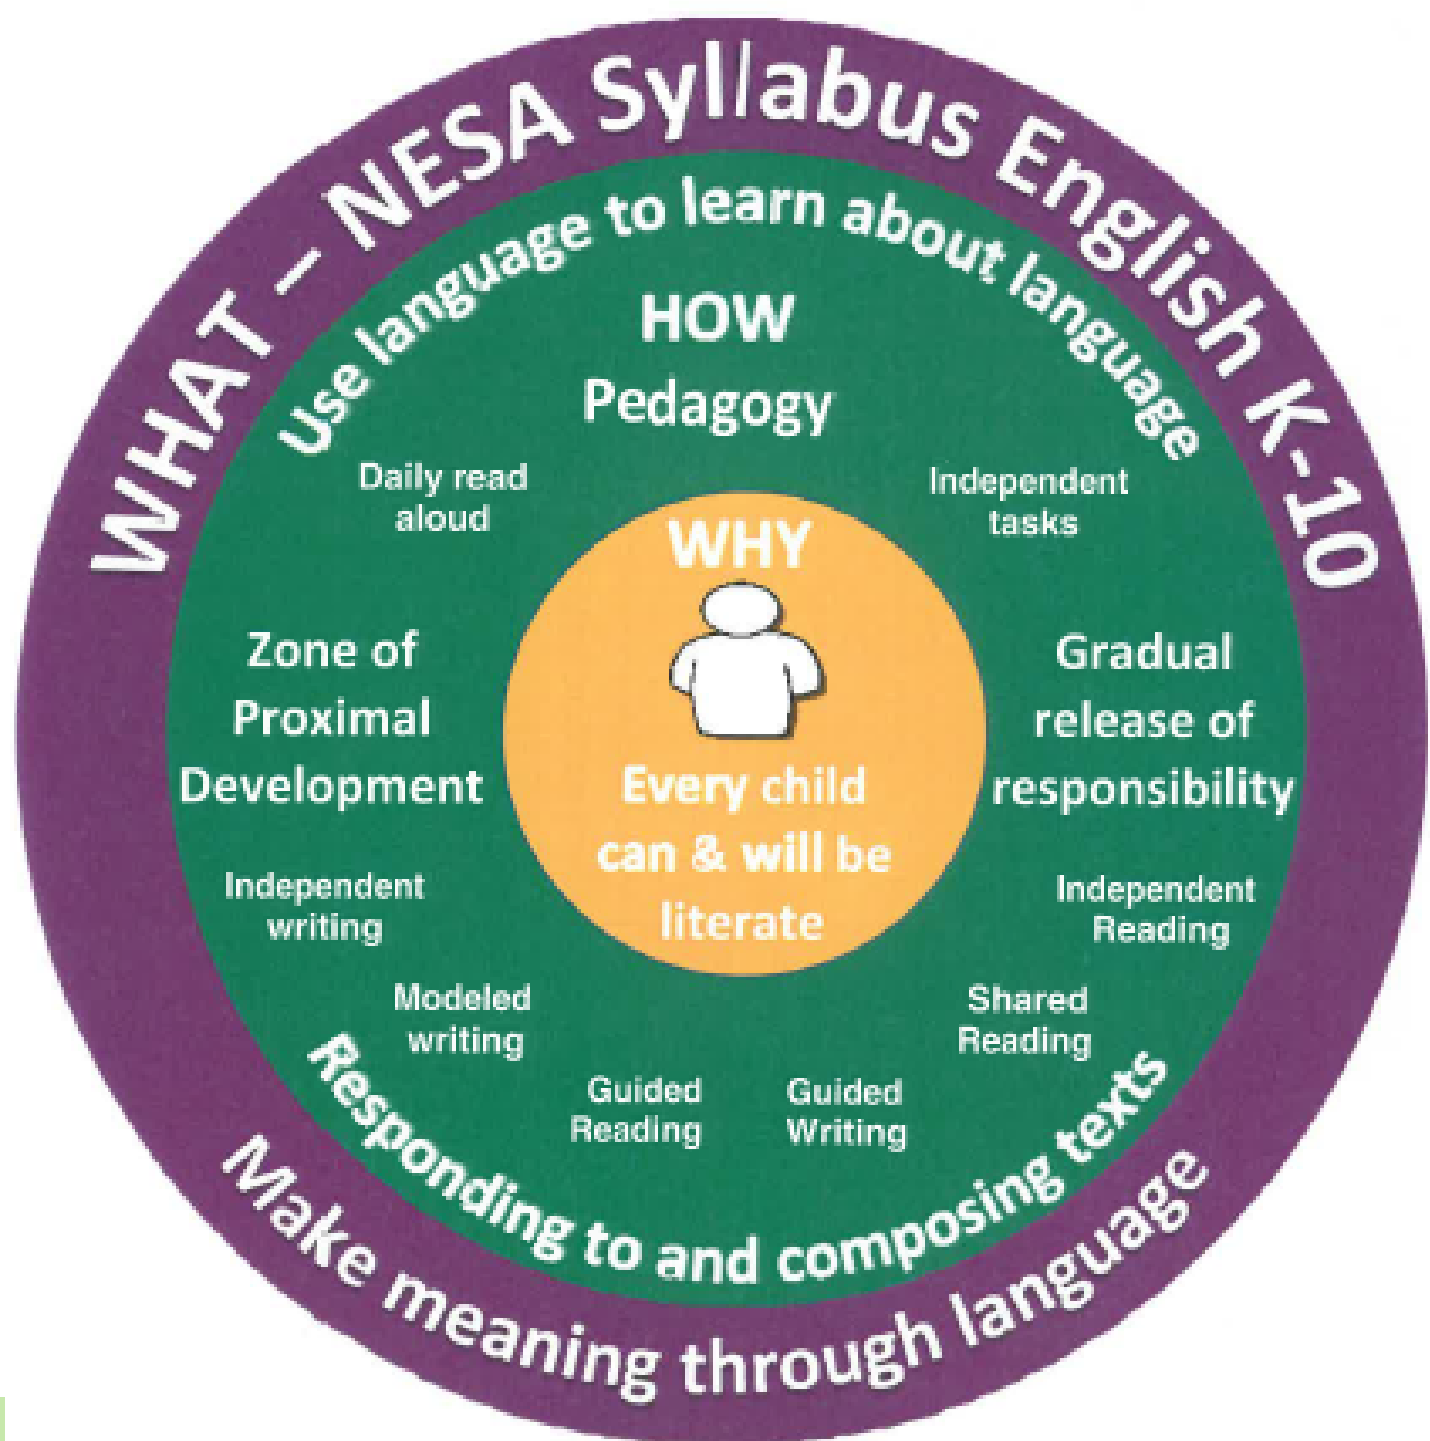 WHAT – NESA Syllabus English K-10
Use language to learn about language
HOW
Pedagogy
Daily read
aloud
Independent
tasks
WHY
Zone of
Proximal
Development
Every child
can & will be
literate
Gradual
release of
responsibility
Independent
writing
Independent
Reading
Modeled
writing
Shared
Reading
Guided
Reading
Guided
Writing
Responding to and composing texts
Make meaning through language